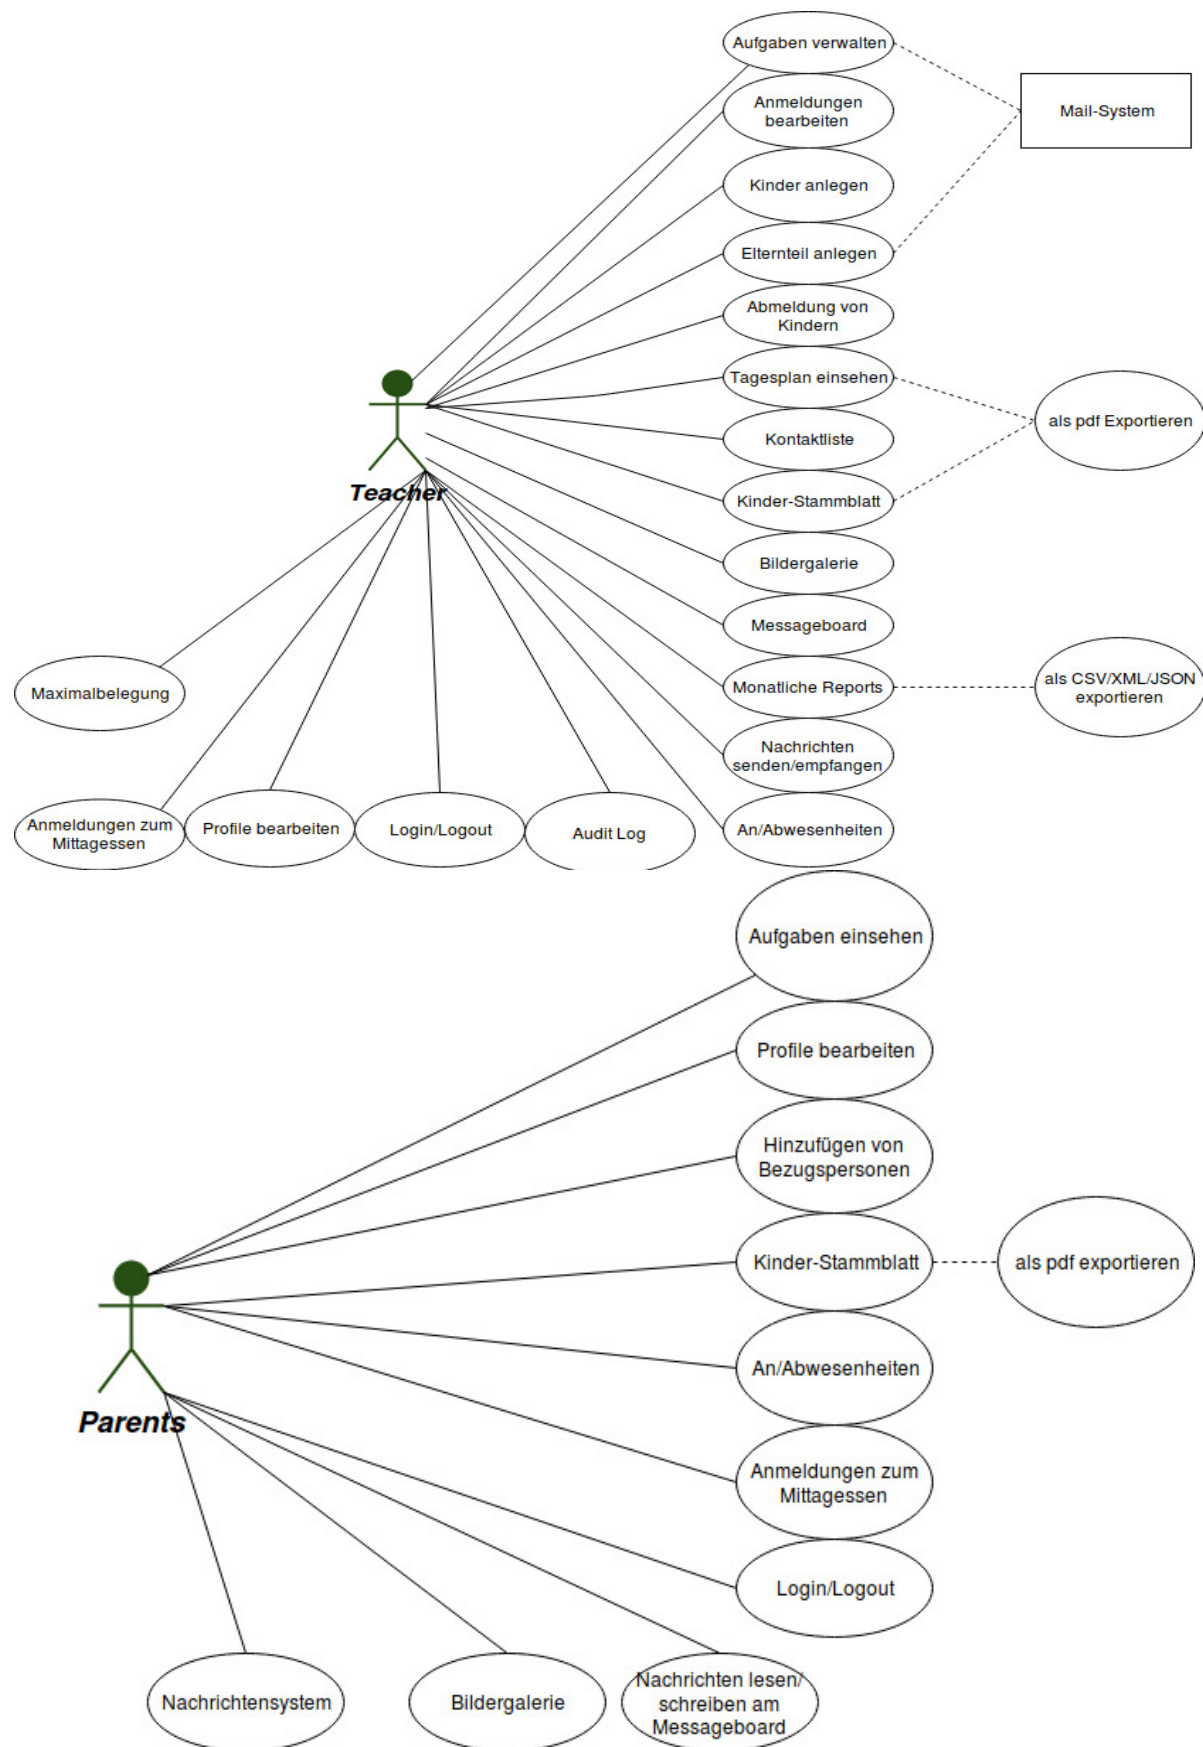 Aufgaben verwalten
Anmeldungen
bearbeiten
Mail-System
Kinder anlegen
Elternteil anlegen
Abmeldung von
Kindern
Tagesplan einsehen
als pdf Exportieren
Kontaktliste
Teacher
Kinder-Stammblatt
Bildergalerie
Messageboard
Maximalbelegung
Monatliche Reports
als CSV/XML/JSON
exportieren
Nachrichten
senden/empfangen
Anmeldungen zum
Mittagessen
Profile bearbeiten
Login/Logout
Audit Log
An/Abwesenheiten
Aufgaben einsehen
Profile bearbeiten
Hinzufügen von
Bezugspersonen
Kinder-Stammblatt
als pdf exportieren
An/Abwesenheiten
Parents
Anmeldungen zum
Mittagessen
Login/Logout
Nachrichtensystem
Bildergalerie
Nachrichten lesen/
schreiben am
Messageboard